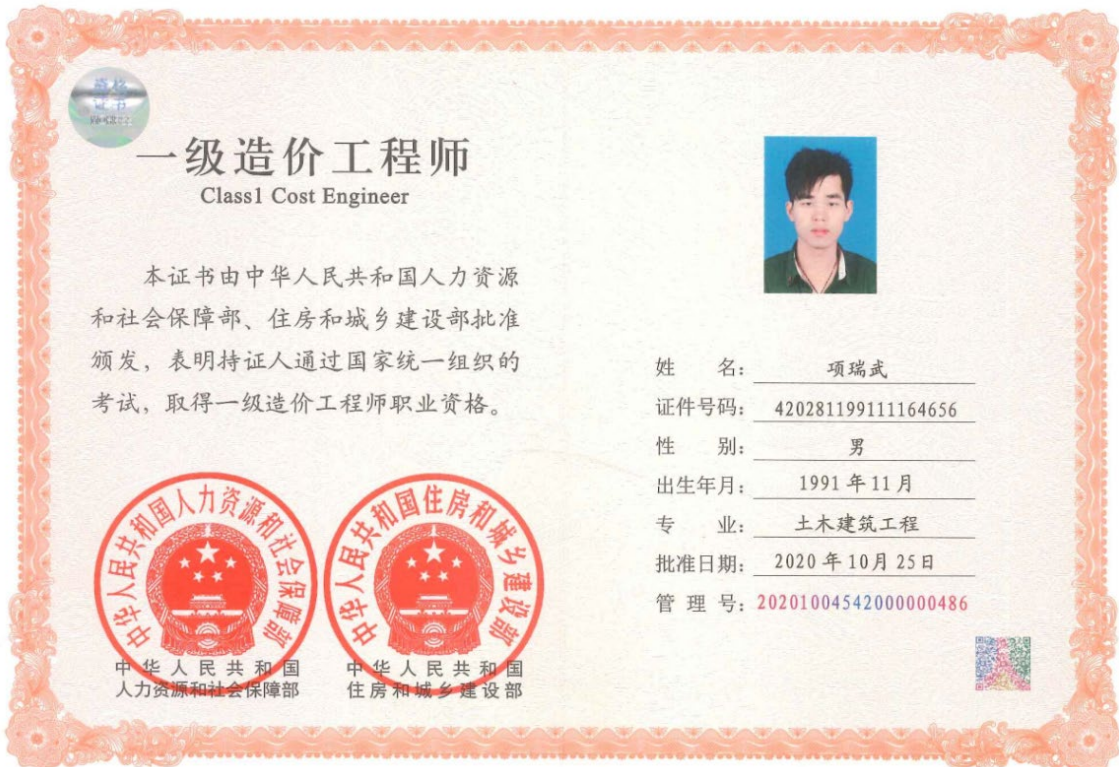 资格
证书
一级造价工程师
Class1 Cost Engineer
本证书由中华人民共和国人力资源
和社会保障部、住房和城乡建设部批准
颁发，表明持证人通过国家统一组织的
考试，取得一级造价工程师职业资格。
中华人民共和国人力资源和社会保障部
中华人民共和国
人力资源和社会保障部
中华人民共和国住房和城乡建设部
中华人民共和国
住房和城乡建设部
姓 名： 项瑞武
证件号码： 420281199111164656
性 别： 男
出生年月： 1991年11月
专 业： 土木建筑工程
批准日期： 2020年10月25日
管 理 号： 20201004542000000486